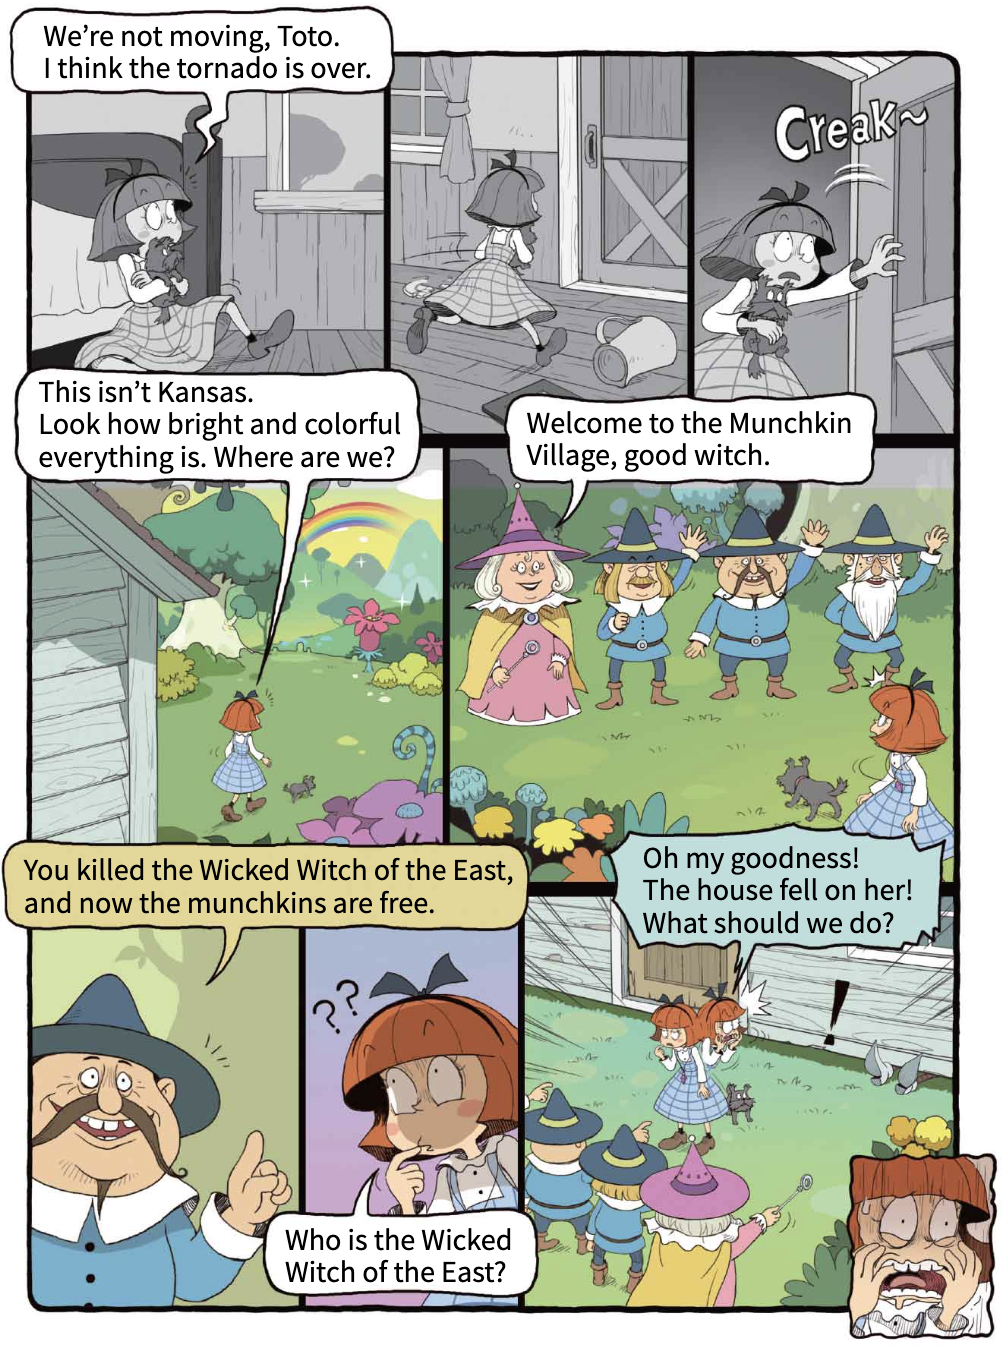 We're not moving, Toto.
I think the tornado is over.
Creak~
This isn't Kansas.
Look how bright and colorful
everything is. Where are we?
Welcome to the Munchkin
Village, good witch.
You killed the Wicked Witch of the East,
and now the munchkins are free.
??
Who is the Wicked
Witch of the East?
Oh my goodness!
The house fell on her!
What should we do?
!